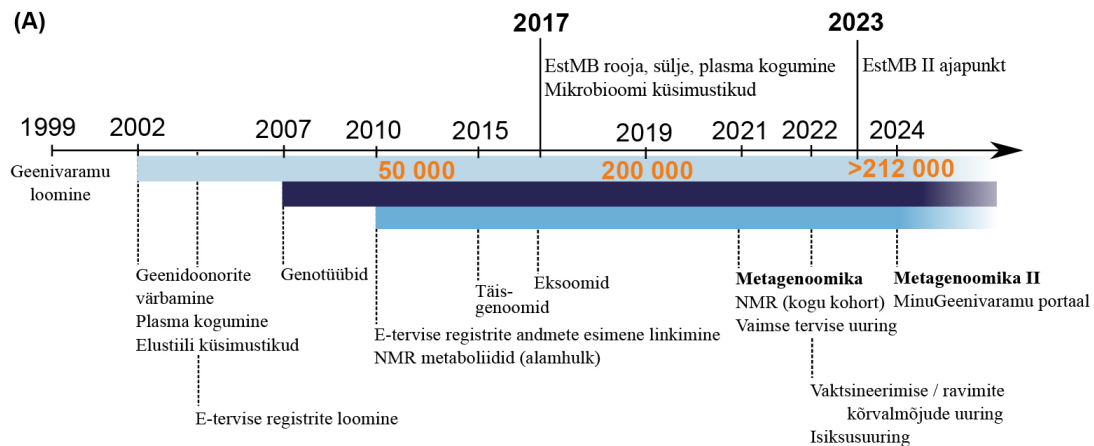 (A)
2017
2023
EstMB rooja, sülje, plasma kogumine
Mikrobioomi küsimustikud
EstMB II ajapunkt
1999
2002
2007
2010
2015
2019
2021
2022
2024
Geenivaramu
loomine
50 000
200 000
>212 000
Geenidoonorite
värbamine
Plasma kogumine
Elustiili küsimustikud
Genotüübid
Täis-
genoomid
Eksoomid
E-tervise registrite andmete esimene linkimine
NMR metaboliidid (alamhulk)
Metagenoomika
NMR (kogu kohort)
Vaimse tervise uuring
Metagenoomika II
MinuGeenivaramu portaal
E-tervise registrite loomine
Vaktsineerimise / ravimite
kõrvalmõjude uuring
Isiksusuuring